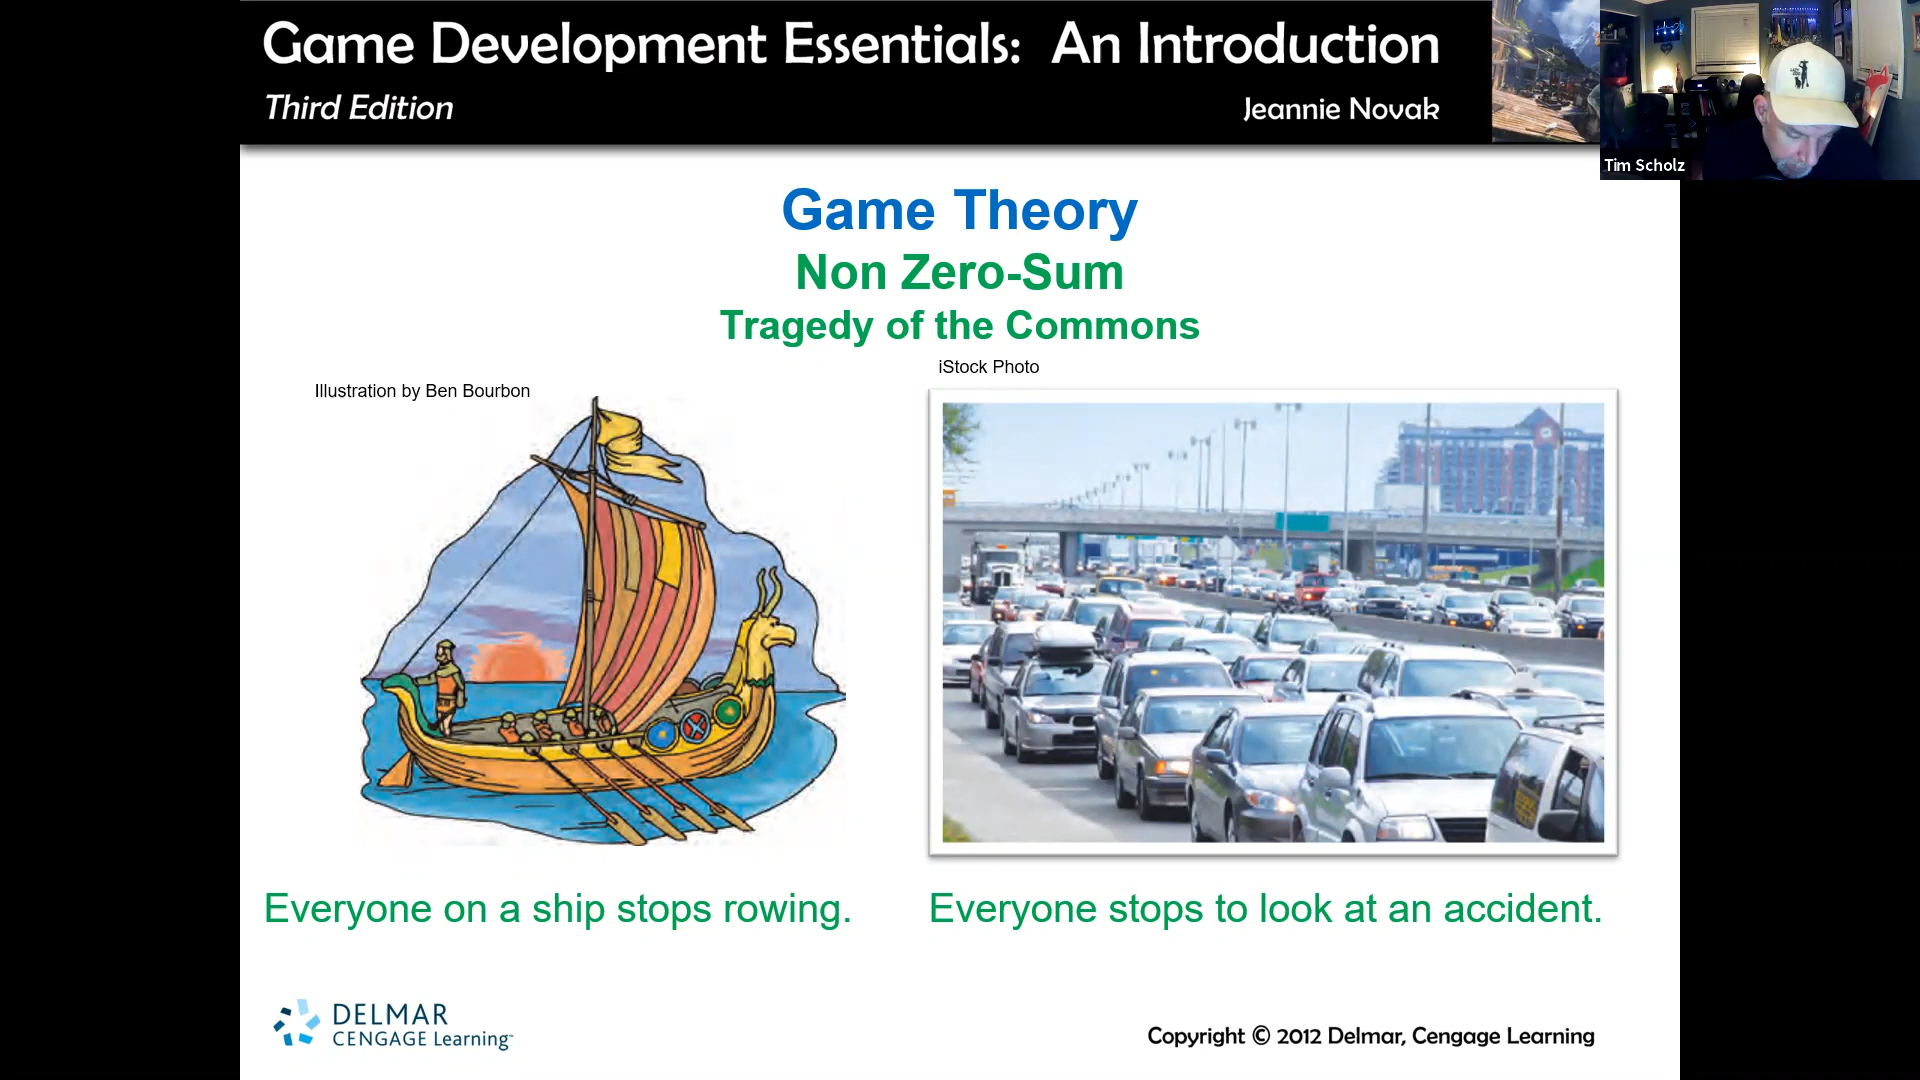 Game Development Essentials: An Introduction
Third Edition
Jeannie Novak
Tim Scholz
Game Theory
Non Zero-Sum
Tragedy of the Commons
iStock Photo
Illustration by Ben Bourbon
Everyone on a ship stops rowing.
Everyone stops to look at an accident.
DELMAR
CENGAGE Learning™
Copyright © 2012 Delmar, Cengage Learning